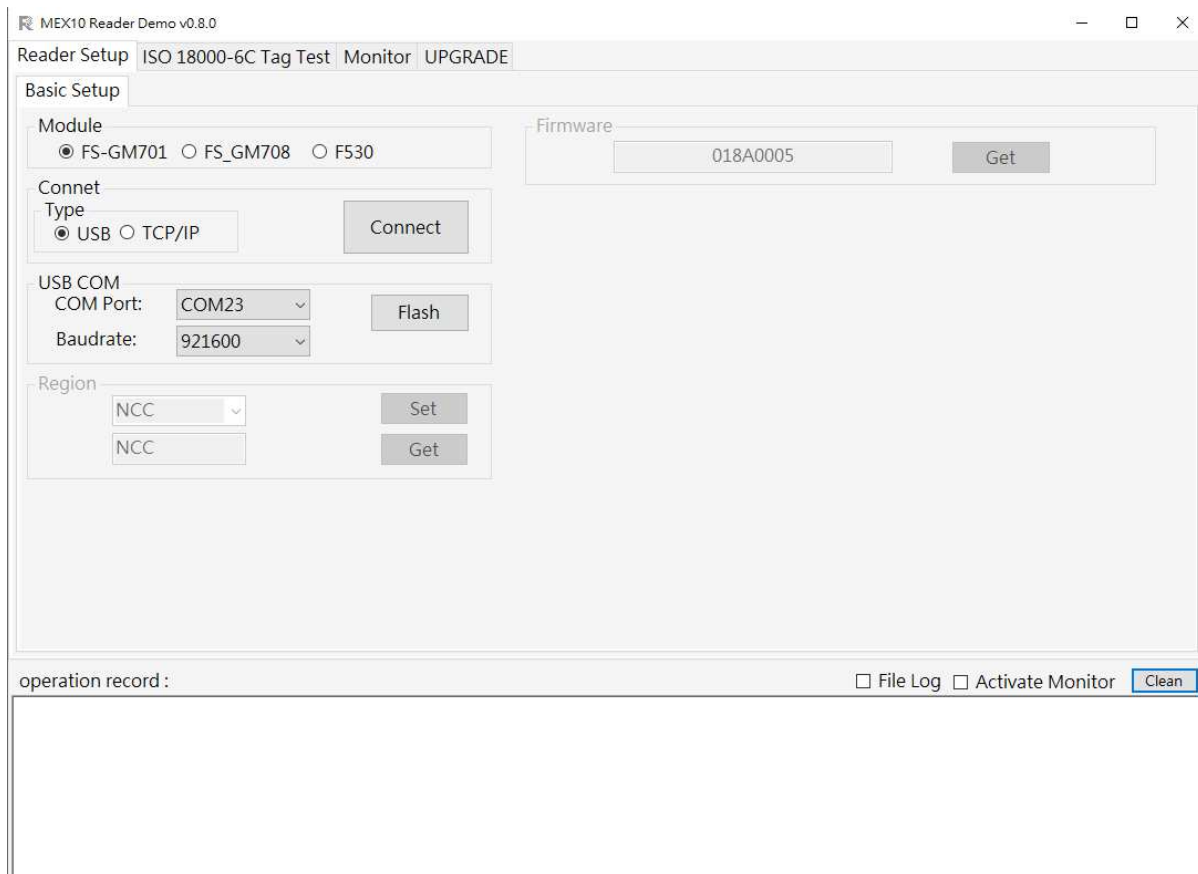 MEX10 Reader Demo v0.8.0
Reader Setup ISO 18000-6C Tag Test Monitor UPGRADE
Basic Setup
Module
FS-GM701 FS_GM708 F530
Firmware
018A0005 Get
Connet
Type
USB TCP/IP
Connect
USB COM
COM Port: COM23
Baudrate: 921600
Flash
Region
NCC Set
NCC Get
operation record : File Log Activate Monitor Clean